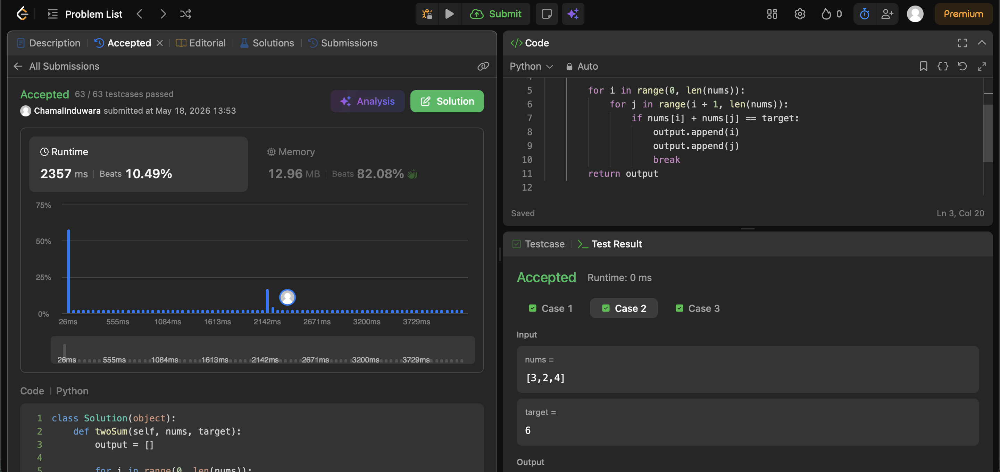 Problem List
Submit
0
Premium
Description
Accepted
Editorial
Solutions
Submissions
All Submissions
Accepted 63 / 63 testcases passed
ChamalInduwara submitted at May 18, 2026 13:53
Analysis
Solution
Runtime
2357 ms | Beats 10.49%
Memory
12.96 MB | Beats 82.08%
75%
50%
25%
0%
26ms 555ms 1084ms 1613ms 2142ms 2671ms 3200ms 3729ms
26ms 555ms 1084ms 1613ms 2142ms 2671ms 3200ms 3729ms
Code | Python
1 class Solution(object):
2     def twoSum(self, nums, target):
3         output = []
4
5         for i in range(0, len(nums)):
</> Code
Python
Auto
4
5         for i in range(0, len(nums)):
6             for j in range(i + 1, len(nums)):
7                 if nums[i] + nums[j] == target:
8                     output.append(i)
9                     output.append(j)
10                     break
11         return output
12
Saved
Ln 3, Col 20
Testcase
Test Result
Accepted Runtime: 0 ms
Case 1
Case 2
Case 3
Input
nums =
[3,2,4]
target =
6
Output